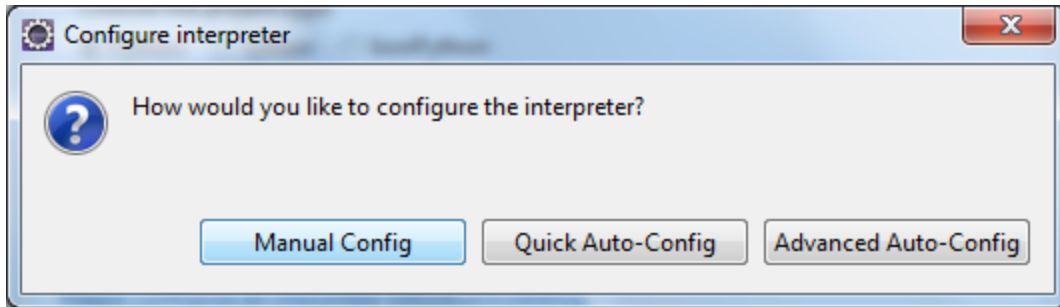 Configure interpreter
How would you like to configure the interpreter?
Manual Config Quick Auto-Config Advanced Auto-Config